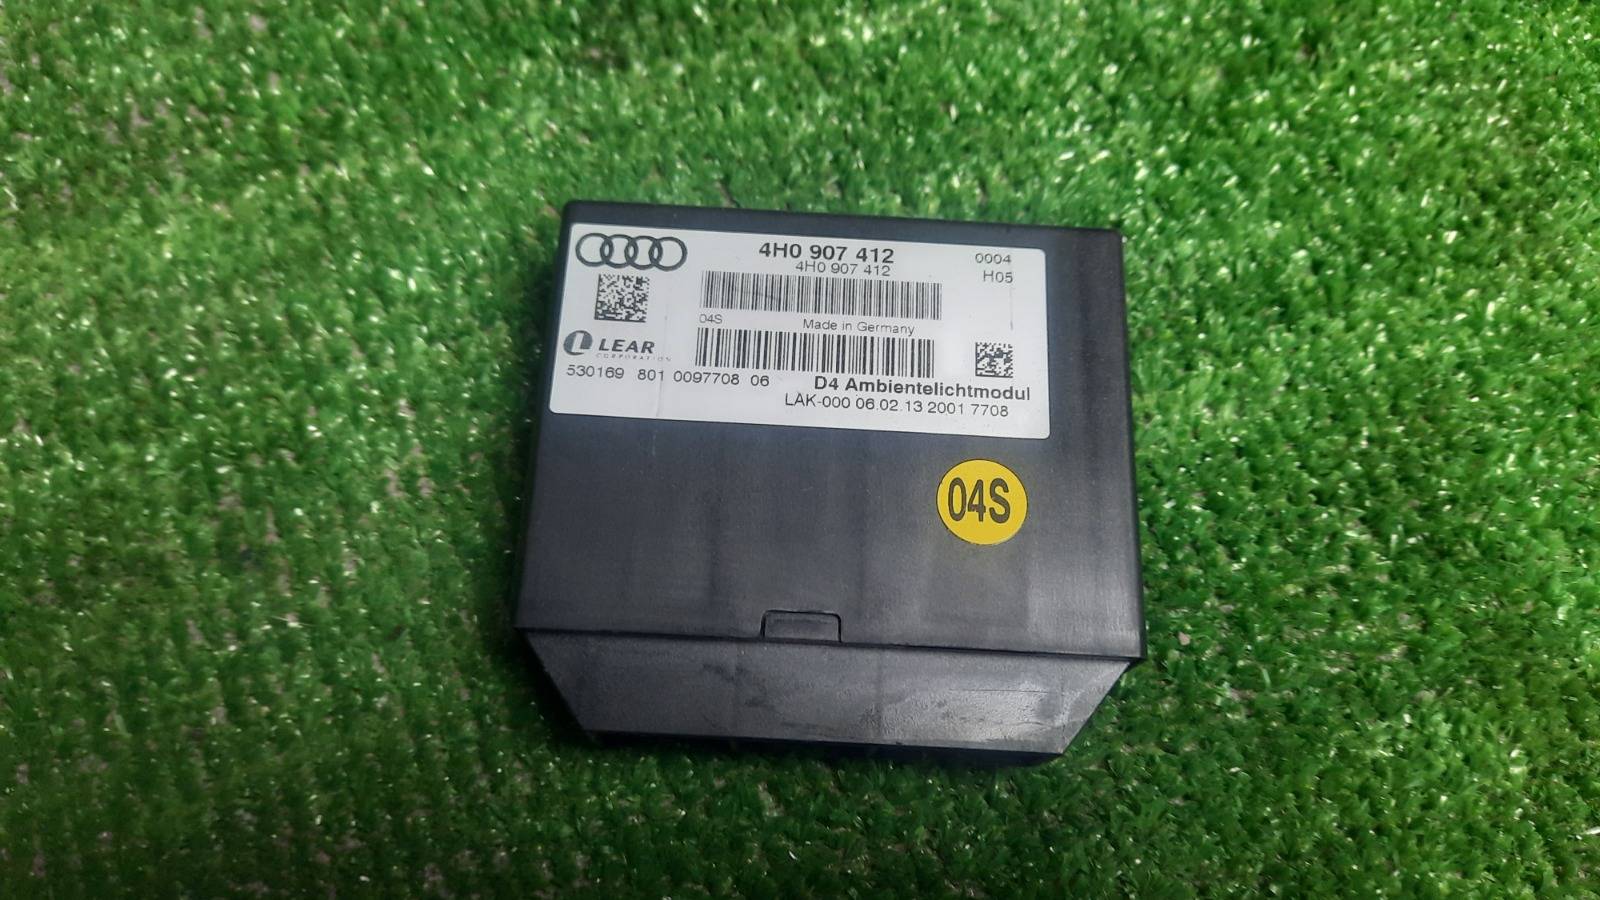 4H0 907 412
4H0 907 412
0004
H05
04S
Made in Germany
LEAR
CORPORATION
530169 801 0097708 06
D4 Ambientelichtmodul
LAK-000 06.02.13 2001 7708
04S